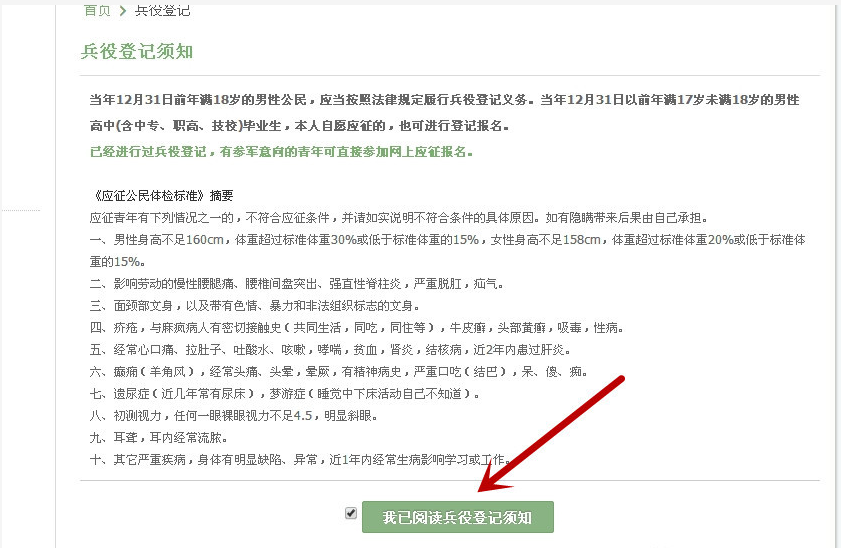 首页 > 兵役登记
兵役登记须知
当年12月31日前年满18岁的男性公民，应当按照法律规定履行兵役登记义务。当年12月31日以前年满17岁未满18岁的男性
高中(含中专、职高、技校)毕业生，本人自愿应征的，也可进行登记报名。
已经进行过兵役登记，有参军意向的青年可直接参加网上应征报名。
《应征公民体检标准》摘要
应征青年有下列情况之一的，不符合应征条件，并请如实说明不符合条件的具体原因。如有隐瞒带来后果由自己承担。
一、男性身高不足160cm，体重超过标准体重30%或低于标准体重的15%，女性身高不足158cm，体重超过标准体重20%或低于标准体
重的15%。
二、影响劳动的慢性腰腿痛、腰椎间盘突出、强直性脊柱炎，严重脱肛，疝气。
三、面颈部文身，以及带有色情、暴力和非法组织标志的文身。
四、疥疮，与麻疯病人有密切接触史（共同生活，同吃，同住等），牛皮癣，头部黄癣，吸毒，性病。
五、经常心口痛、拉肚子、吐酸水、咳嗽，哮喘，贫血，肾炎，结核病，近2年内患过肝炎。
六、癫痫（羊角风），经常头痛、头晕，晕厥，有精神病史，严重口吃（结巴），呆、傻、痴。
七、遗尿症（近几年常有尿床），梦游症（睡觉中下床活动自己不知道）。
八、初测视力，任何一眼裸眼视力不足4.5，明显斜眼。
九、耳聋，耳内经常流脓。
十、其它严重疾病，身体有明显缺陷、异常，近1年内经常生病影响学习或工作。
我已阅读兵役登记须知